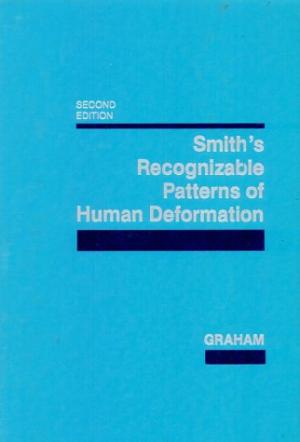 SECOND
EDITION
Smith's
Recognizable
Patterns of
Human Deformation
GRAHAM